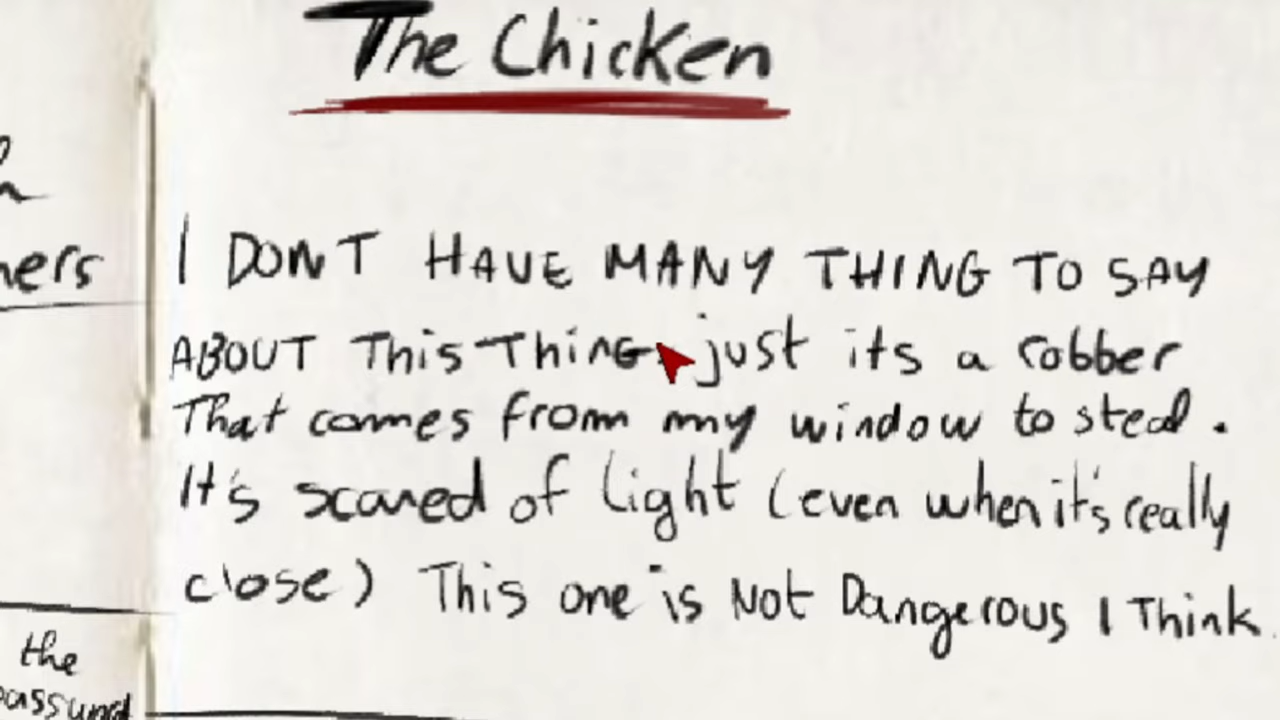 The Chicken
I DONT HAVE MANY THING TO SAY
ABOUT This Thing just its a robber
That comes from my window to steal.
It's scared of light (even when it's really
close) This one is Not Dangerous I Think
the